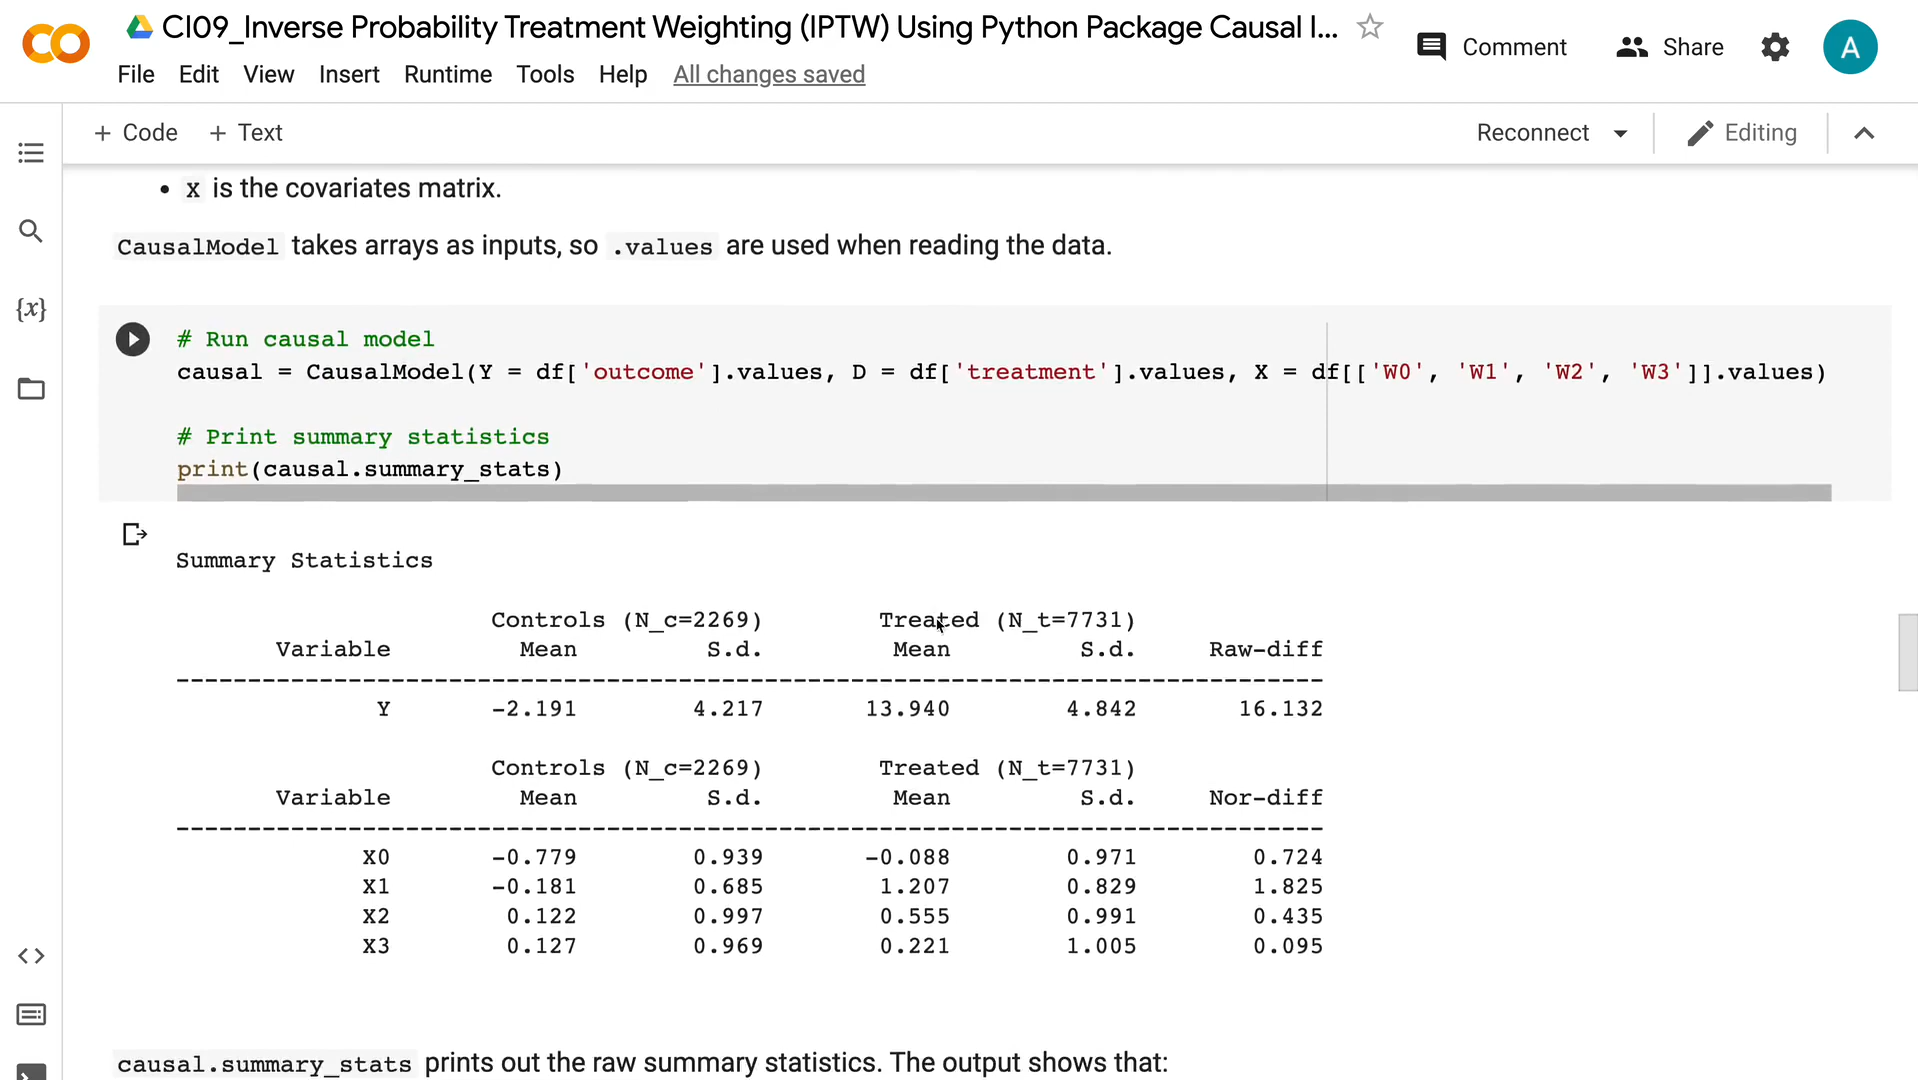 CI09_Inverse Probability Treatment Weighting (IPTW) Using Python Package Causal I...
Comment
Share
A
File Edit View Insert Runtime Tools Help All changes saved
+ Code + Text
Reconnect
Editing
• x is the covariates matrix.
CausalModel takes arrays as inputs, so .values are used when reading the data.
{x}
# Run causal model
causal = CausalModel(Y = df['outcome'].values, D = df['treatment'].values, X = df[['W0', 'W1', 'W2', 'W3']].values)
# Print summary statistics
print(causal.summary_stats)
Summary Statistics
Controls (N_c=2269) Treated (N_t=7731)
Variable Mean S.d. Mean S.d. Raw-diff
--------------------------------------------------------------------------------
Y -2.191 4.217 13.940 4.842 16.132
Controls (N_c=2269) Treated (N_t=7731)
Variable Mean S.d. Mean S.d. Nor-diff
--------------------------------------------------------------------------------
X0 -0.779 0.939 -0.088 0.971 0.724
X1 -0.181 0.685 1.207 0.829 1.825
X2 0.122 0.997 0.555 0.991 0.435
X3 0.127 0.969 0.221 1.005 0.095
causal.summary_stats prints out the raw summary statistics. The output shows that: